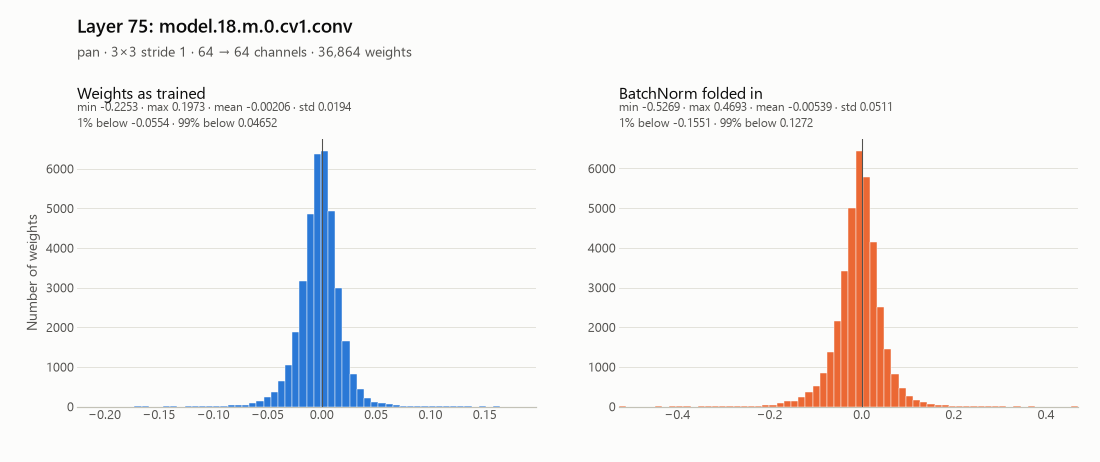 Layer 75: model.18.m.0.cv1.conv
pan · 3×3 stride 1 · 64 → 64 channels · 36,864 weights
Weights as trained
min -0.2253 · max 0.1973 · mean -0.00206 · std 0.0194
1% below -0.0554 · 99% below 0.04652
Number of weights
6000
5000
4000
3000
2000
1000
0
−0.20 −0.15 −0.10 −0.05 0.00 0.05 0.10 0.15
BatchNorm folded in
min -0.5269 · max 0.4693 · mean -0.00539 · std 0.0511
1% below -0.1551 · 99% below 0.1272
6000
5000
4000
3000
2000
1000
0
−0.4 −0.2 0.0 0.2 0.4